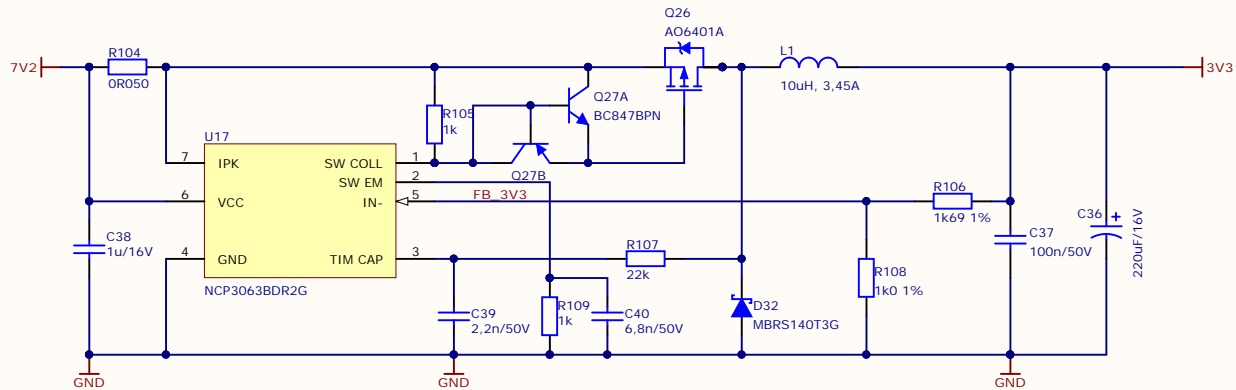 Q26
AO6401A
R104
L1
7V2
3V3
0R050
10uH, 3,45A
Q27A
BC847BPN
R105
1k
U17
7
IPK
SW COLL
1
SW EM
2
Q27B
6
VCC
IN-
5
FB_3V3
R106
1k69 1%
C36
220uF/16V
C37
100n/50V
C38
1u/16V
4
GND
TIM CAP
3
R107
22k
R108
1k0 1%
NCP3063BDR2G
C39
2,2n/50V
R109
1k
C40
6,8n/50V
D32
MBRS140T3G
GND
GND
GND